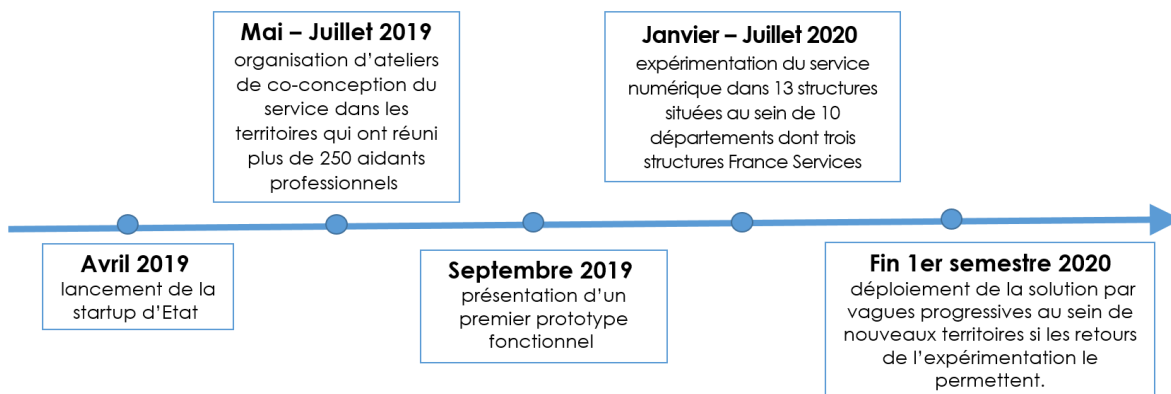 Mai – Juillet 2019
organisation d’ateliers
de co-conception du
service dans les
territoires qui ont réuni
plus de 250 aidants
professionnels
Janvier – Juillet 2020
expérimentation du service
numérique dans 13 structures
situées au sein de 10
départements dont trois
structures France Services
Avril 2019
lancement de la
startup d’Etat
Septembre 2019
présentation d’un
premier prototype
fonctionnel
Fin 1er semestre 2020
déploiement de la solution par
vagues progressives au sein de
nouveaux territoires si les retours
de l’expérimentation le
permettent.